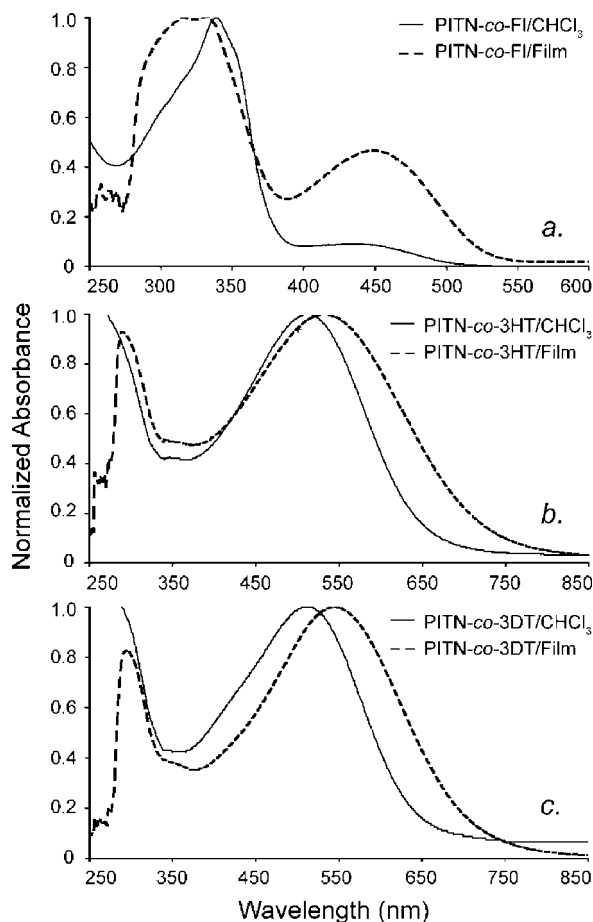 PITN-co-Fl/CHCl₃
PITN-co-Fl/Film
1.0
0.8
0.6
0.4
0.2
0
a.
250 300 350 400 450 500 550 600
PITN-co-3HT/CHCl₃
PITN-co-3HT/Film
1.0
0.8
0.6
0.4
0.2
0
b.
250 350 450 550 650 750 850
Normalized Absorbance
PITN-co-3DT/CHCl₃
PITN-co-3DT/Film
1.0
0.8
0.6
0.4
0.2
0
c.
250 350 450 550 650 750 850
Wavelength (nm)